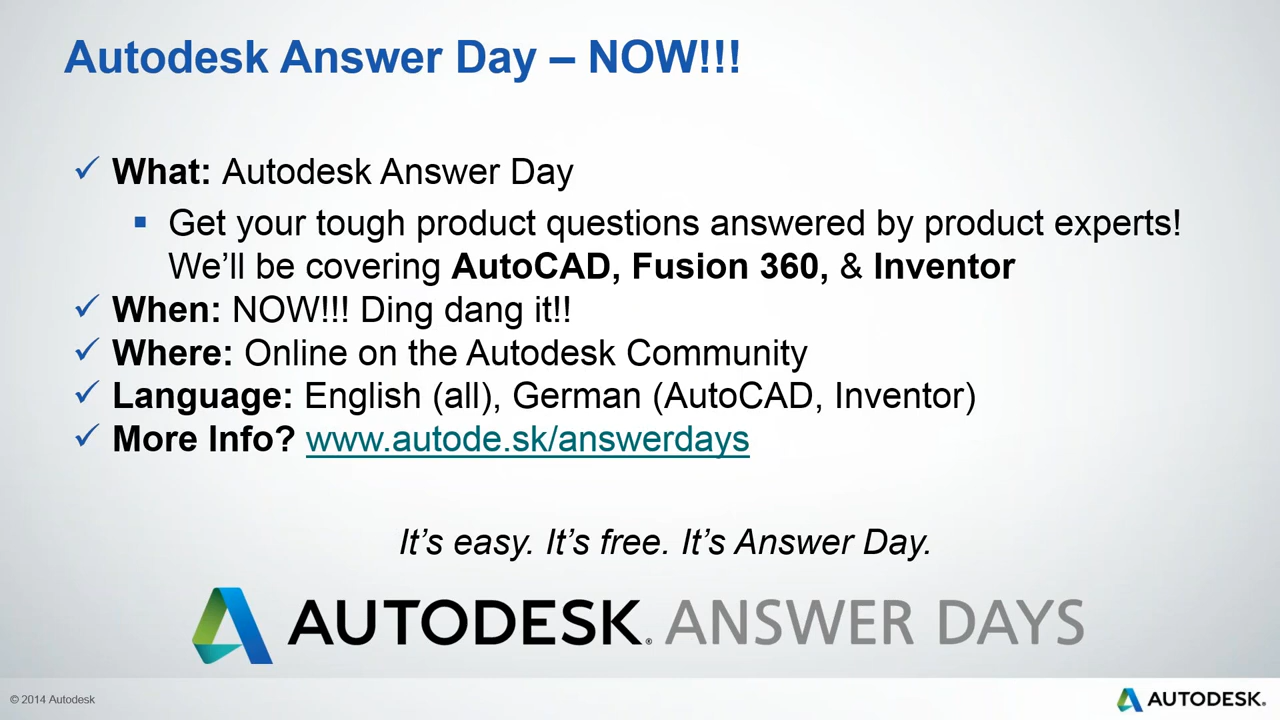 Autodesk Answer Day – NOW!!!
✓ What: Autodesk Answer Day
▪ Get your tough product questions answered by product experts!
We’ll be covering AutoCAD, Fusion 360, & Inventor
✓ When: NOW!!! Ding dang it!!
✓ Where: Online on the Autodesk Community
✓ Language: English (all), German (AutoCAD, Inventor)
✓ More Info? www.autode.sk/answerdays
It’s easy. It’s free. It’s Answer Day.
AUTODESK® ANSWER DAYS
© 2014 Autodesk
AUTODESK®